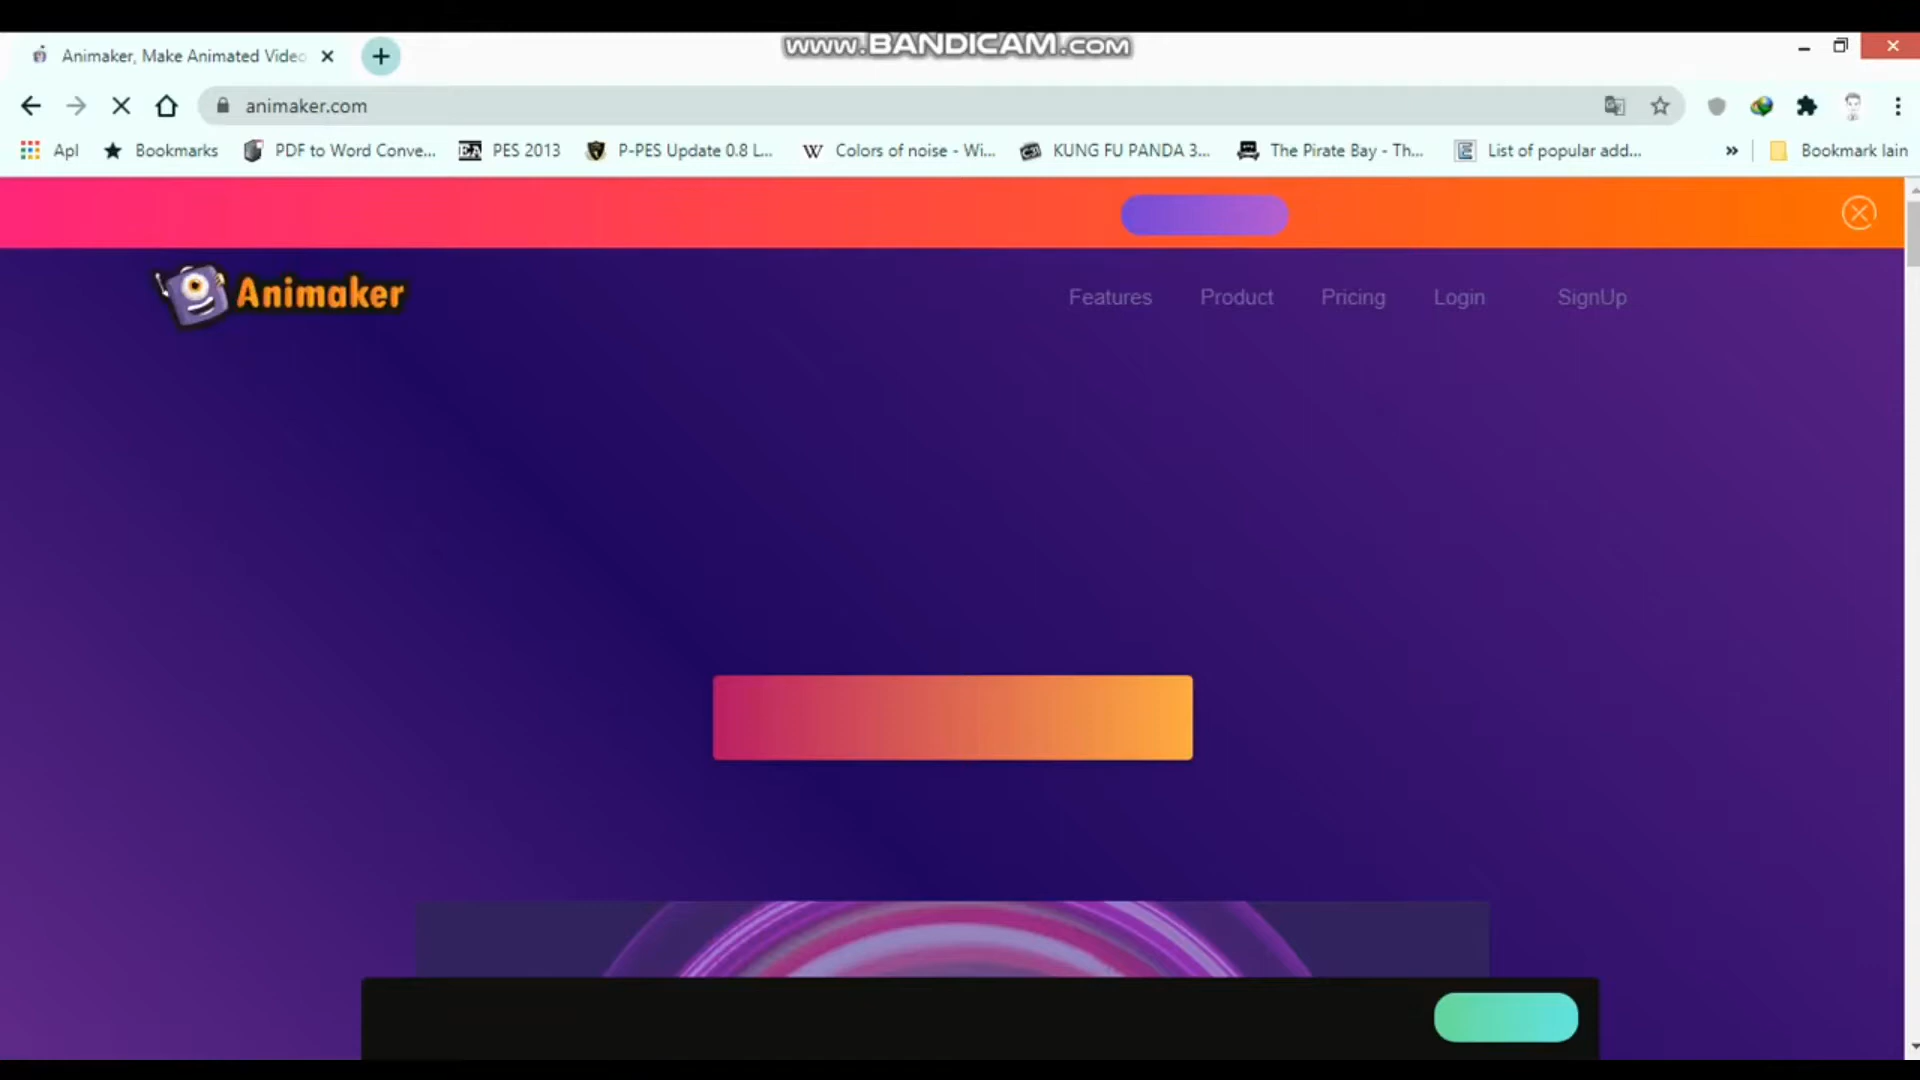 www.BANDICAM.com
Animaker, Make Animated Video
animaker.com
Apl Bookmarks PDF to Word Conve... PES 2013 P-PES Update 0.8 L... Colors of noise - Wi... KUNG FU PANDA 3... The Pirate Bay - Th... List of popular add... » Bookmark lain
Animaker Features Product Pricing Login SignUp